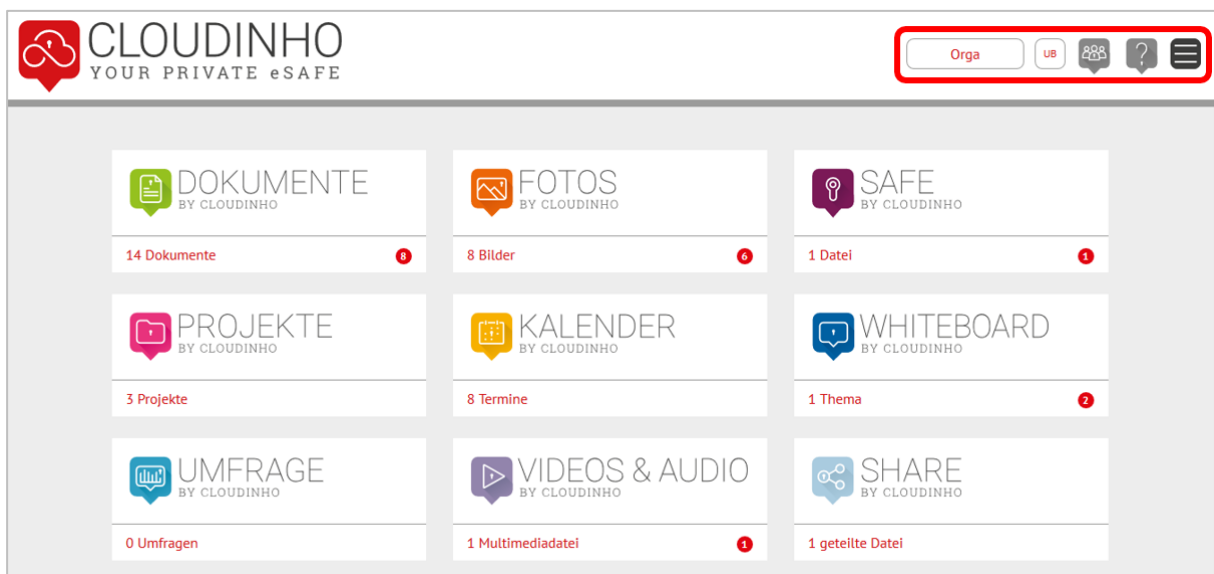 CLOUDINHO
YOUR PRIVATE eSAFE
Orga
UB
?
DOKUMENTE
BY CLOUDINHO
14 Dokumente
8
FOTOS
BY CLOUDINHO
8 Bilder
6
SAFE
BY CLOUDINHO
1 Datei
1
PROJEKTE
BY CLOUDINHO
3 Projekte
KALENDER
BY CLOUDINHO
8 Termine
WHITEBOARD
BY CLOUDINHO
1 Thema
2
UMFRAGE
BY CLOUDINHO
0 Umfragen
VIDEOS & AUDIO
BY CLOUDINHO
1 Multimediadatei
1
SHARE
BY CLOUDINHO
1 geteilte Datei